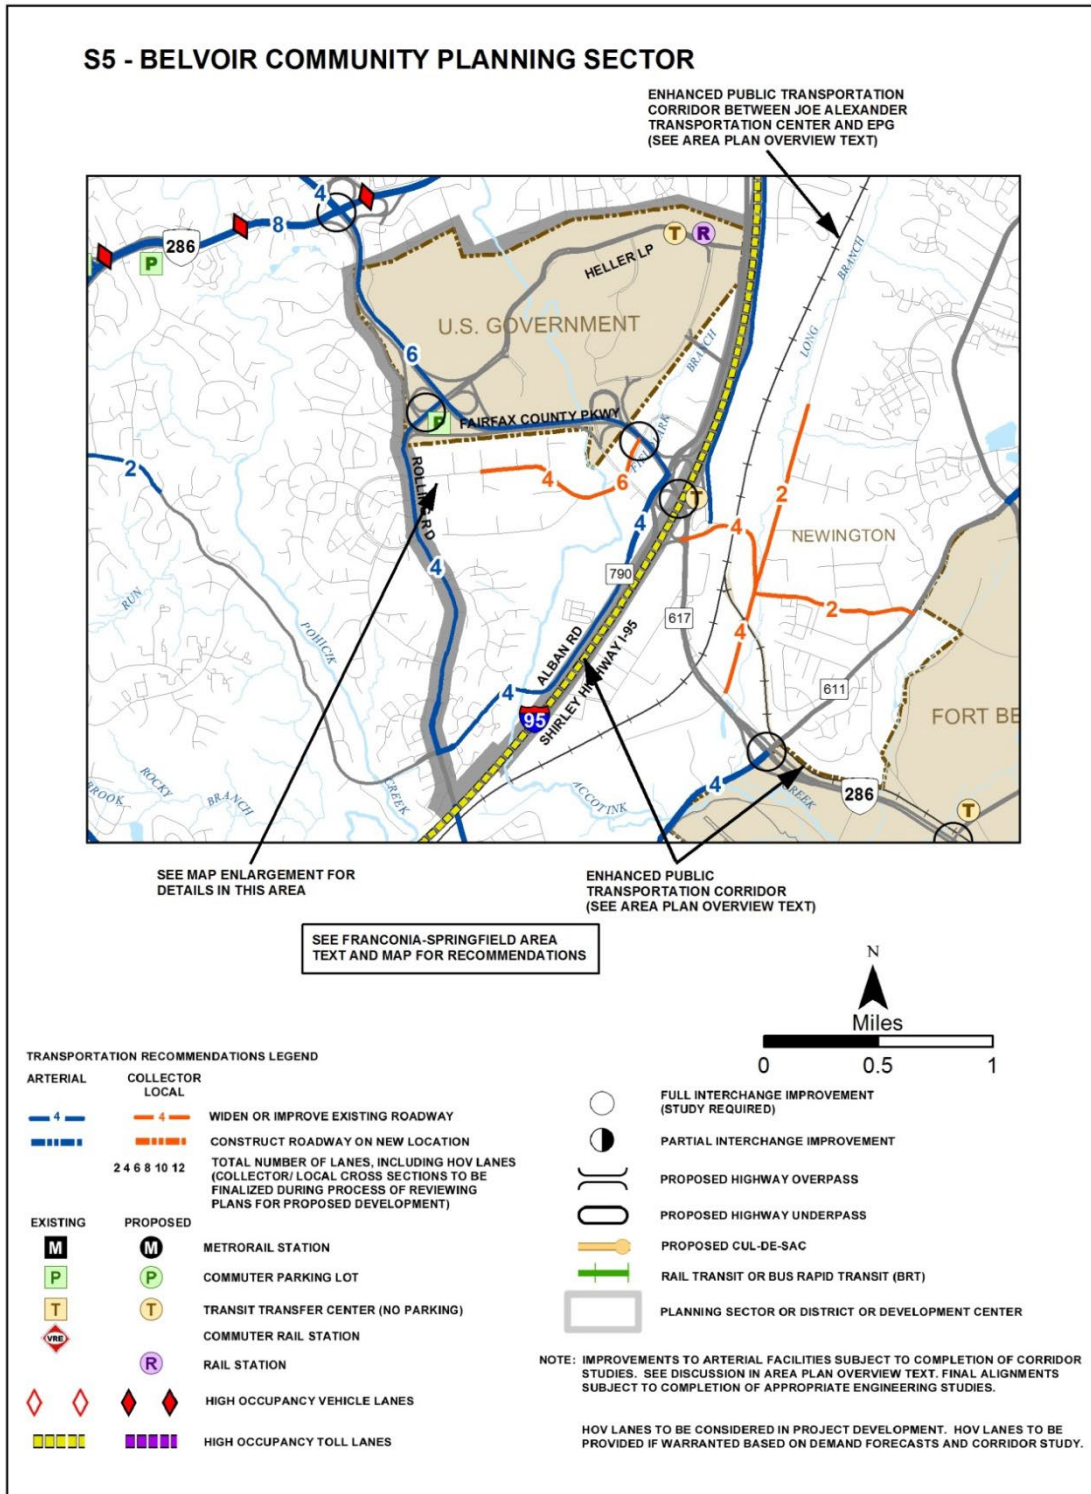 S5 - BELVOIR COMMUNITY PLANNING SECTOR
ENHANCED PUBLIC TRANSPORTATION
CORRIDOR BETWEEN JOE ALEXANDER
TRANSPORTATION CENTER AND EPG
(SEE AREA PLAN OVERVIEW TEXT)
4
8
286
P
T
R
HELLER LP
U.S. GOVERNMENT
BRANCH
LONG
BRANCH
6
P
FAIRFAX COUNTY PKWY
2
ROLLING RD
4
6
T
4
4
2
NEWINGTON
4
790
RUN
POHICIK
617
4
2
ALBAN RD
SHIRLEY HIGHWAY I-95
4
95
611
FORT BE
ROCKY
BRANCH
BROOK
CREEK
ACCOTINK
4
CREEK
286
T
SEE MAP ENLARGEMENT FOR
DETAILS IN THIS AREA
ENHANCED PUBLIC
TRANSPORTATION CORRIDOR
(SEE AREA PLAN OVERVIEW TEXT)
SEE FRANCONIA-SPRINGFIELD AREA
TEXT AND MAP FOR RECOMMENDATIONS
N
Miles
0 0.5 1
TRANSPORTATION RECOMMENDATIONS LEGEND
ARTERIAL COLLECTOR
LOCAL
4 4 WIDEN OR IMPROVE EXISTING ROADWAY
CONSTRUCT ROADWAY ON NEW LOCATION
2 4 6 8 10 12 TOTAL NUMBER OF LANES, INCLUDING HOV LANES
(COLLECTOR/ LOCAL CROSS SECTIONS TO BE
FINALIZED DURING PROCESS OF REVIEWING
PLANS FOR PROPOSED DEVELOPMENT)
EXISTING PROPOSED
M M METRORAIL STATION
P P COMMUTER PARKING LOT
T T TRANSIT TRANSFER CENTER (NO PARKING)
VRE COMMUTER RAIL STATION
R RAIL STATION
HIGH OCCUPANCY VEHICLE LANES
HIGH OCCUPANCY TOLL LANES
FULL INTERCHANGE IMPROVEMENT
(STUDY REQUIRED)
PARTIAL INTERCHANGE IMPROVEMENT
PROPOSED HIGHWAY OVERPASS
PROPOSED HIGHWAY UNDERPASS
PROPOSED CUL-DE-SAC
RAIL TRANSIT OR BUS RAPID TRANSIT (BRT)
PLANNING SECTOR OR DISTRICT OR DEVELOPMENT CENTER
NOTE: IMPROVEMENTS TO ARTERIAL FACILITIES SUBJECT TO COMPLETION OF CORRIDOR
STUDIES. SEE DISCUSSION IN AREA PLAN OVERVIEW TEXT. FINAL ALIGNMENTS
SUBJECT TO COMPLETION OF APPROPRIATE ENGINEERING STUDIES.
HOV LANES TO BE CONSIDERED IN PROJECT DEVELOPMENT. HOV LANES TO BE
PROVIDED IF WARRANTED BASED ON DEMAND FORECASTS AND CORRIDOR STUDY.